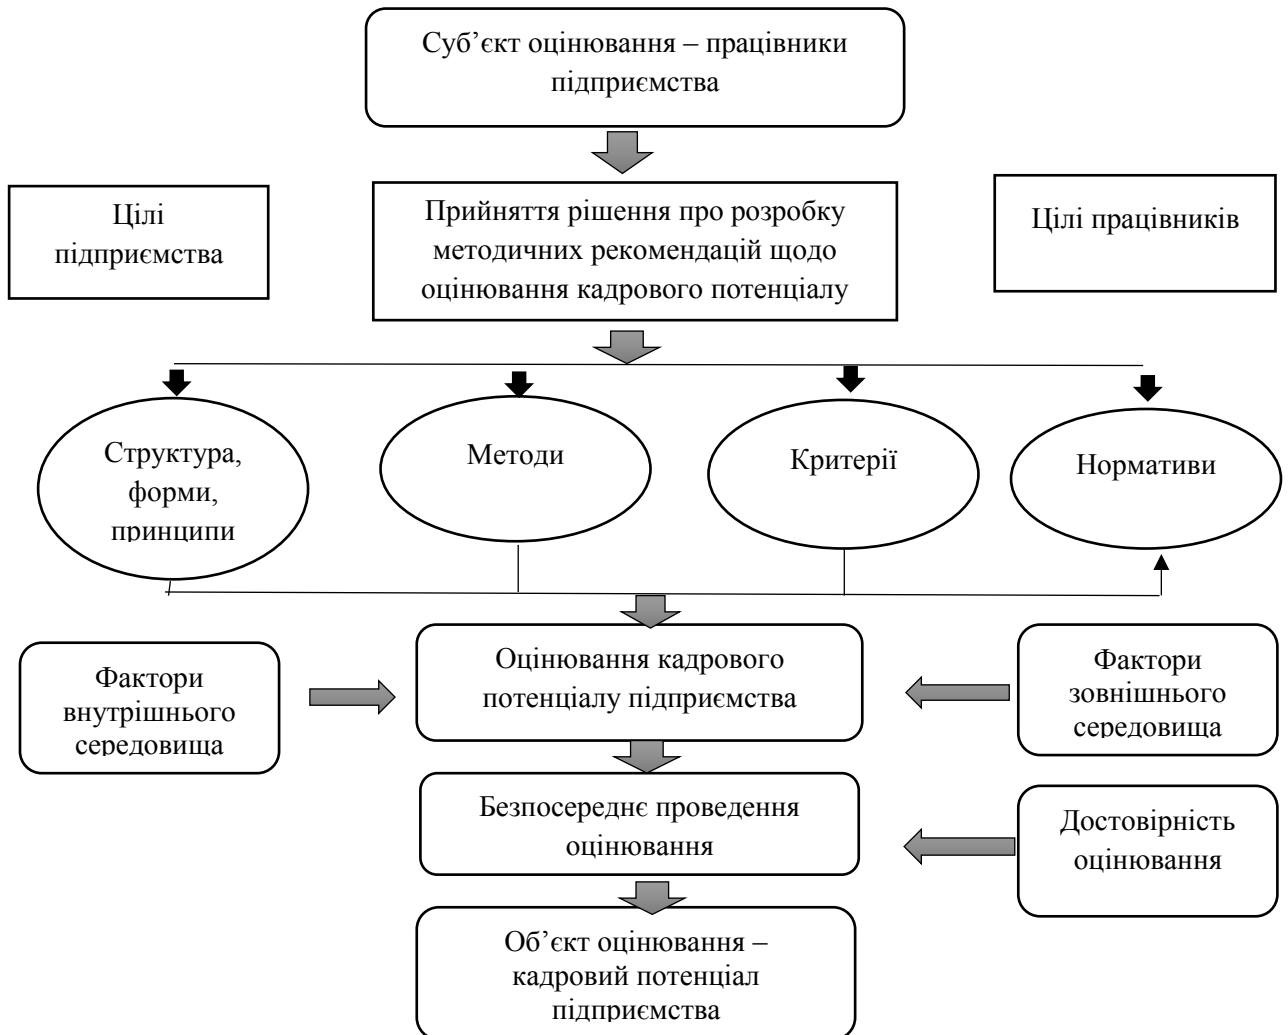 Суб’єкт оцінювання – працівники
підприємства
Цілі
підприємства
Прийняття рішення про розробку
методичних рекомендацій щодо
оцінювання кадрового потенціалу
Цілі працівників
Структура,
форми,
принципи
Методи
Критерії
Нормативи
Фактори
внутрішнього
середовища
Оцінювання кадрового
потенціалу підприємства
Фактори
зовнішнього
середовища
Безпосереднє проведення
оцінювання
Достовірність
оцінювання
Об’єкт оцінювання –
кадровий потенціал
підприємства